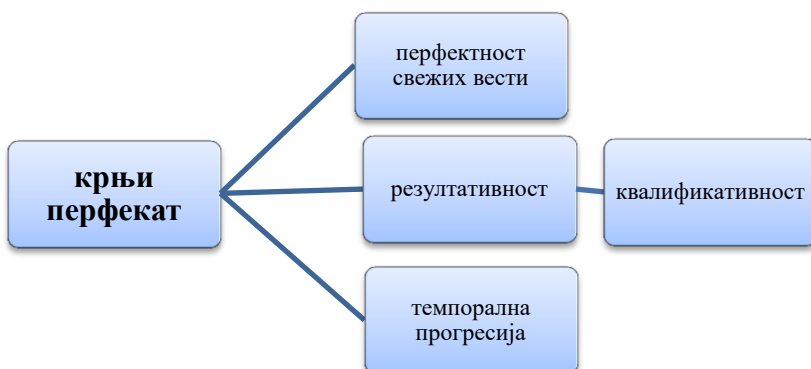 перфектност
свежих вести
крњи
перфекат
резултативност
квалификативност
темпорална
прогресија